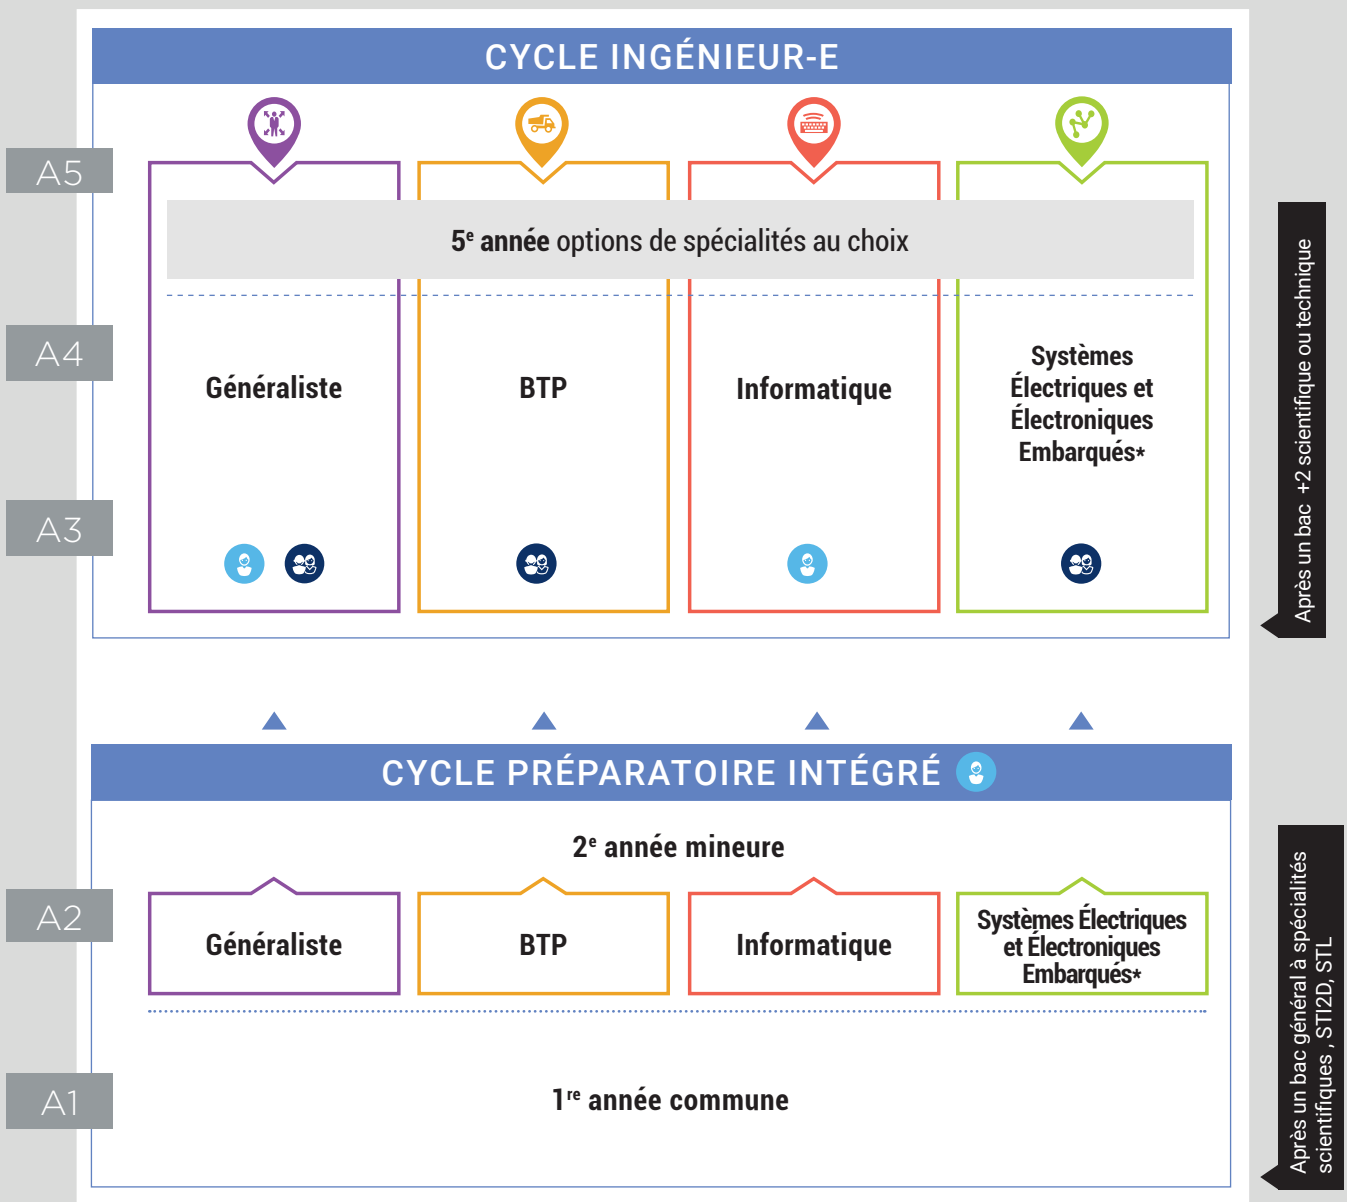 CYCLE INGÉNIEUR-E
A5
5e année options de spécialités au choix
A4
Généraliste
BTP
Informatique
Systèmes
Électriques et
Électroniques
Embarqués*
A3
Après un bac +2 scientifique ou technique
CYCLE PRÉPARATOIRE INTÉGRÉ
2e année mineure
A2
Généraliste
BTP
Informatique
Systèmes Électriques
et Électroniques
Embarqués*
A1
1re année commune
Après un bac général à spécialités
scientifiques , STI2D, STL